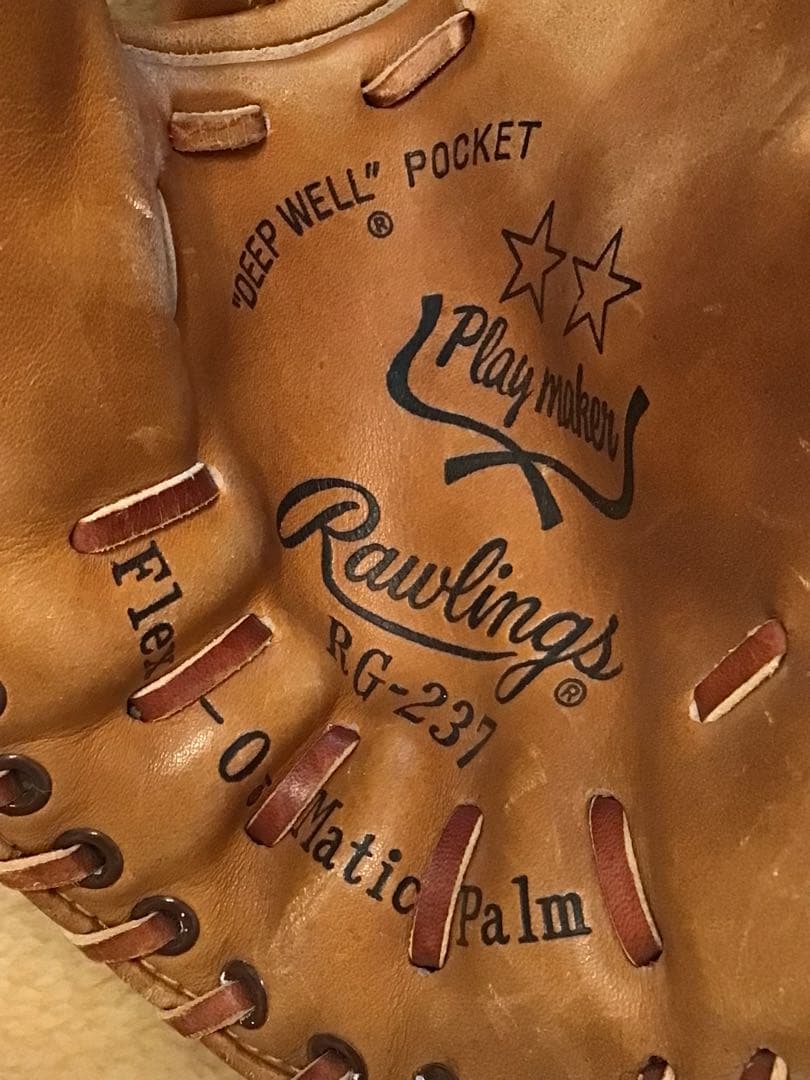 "DEEP WELL" POCKET
®
Play maker
Rawlings ®
RG-237
Flex-O-Matic Palm